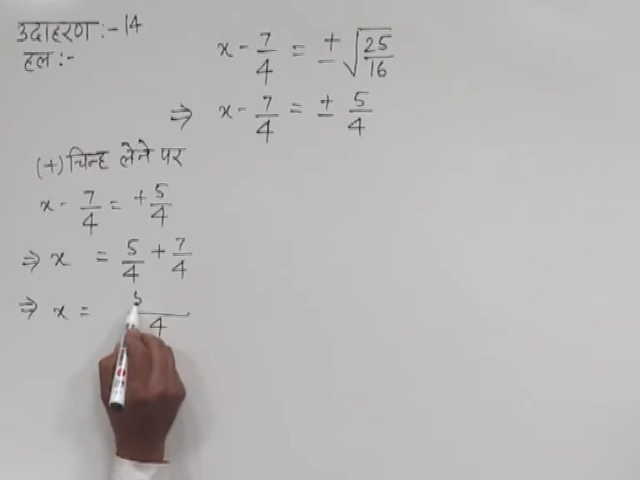 उदाहरण :- 14
हल :-
x - 7/4 = ± √25/16
⇒ x - 7/4 = ± 5/4
(+) चिन्ह लेने पर
x - 7/4 = + 5/4
⇒ x = 5/4 + 7/4
⇒ x = 5/4